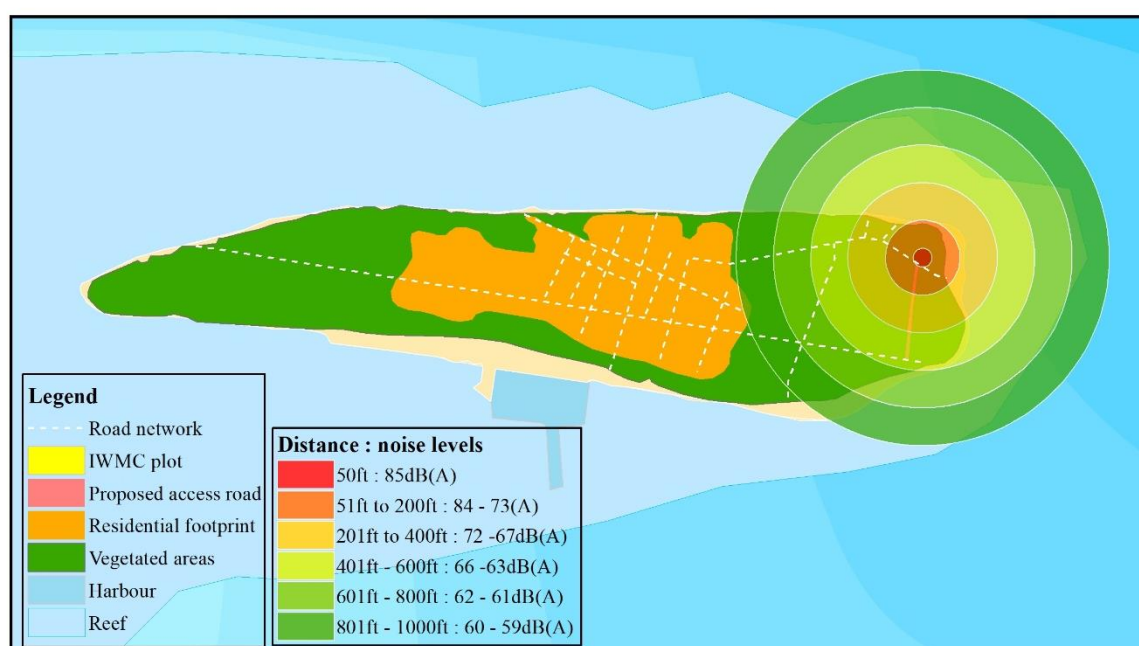 Legend
Road network
IWMC plot
Proposed access road
Residential footprint
Vegetated areas
Harbour
Reef
Distance : noise levels
50ft : 85dB(A)
51ft to 200ft : 84 - 73(A)
201ft to 400ft : 72 -67dB(A)
401ft - 600ft : 66 -63dB(A)
601ft - 800ft : 62 - 61dB(A)
801ft - 1000ft : 60 - 59dB(A)